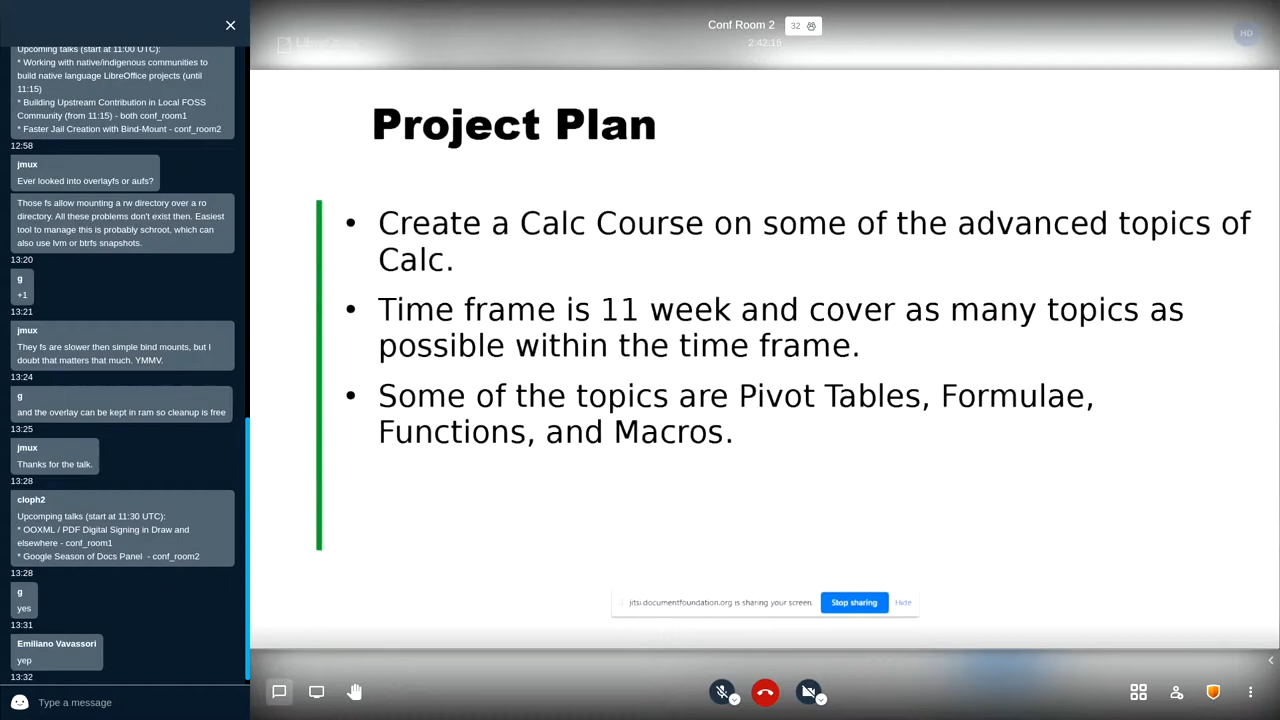 Upcoming talks (start at 11:00 UTC):
* Working with native/indigenous communities to
build native language LibreOffice projects (until
11:15)
* Building Upstream Contribution in Local FOSS
Community (from 11:15) - both conf_room1
* Faster Jail Creation with Bind-Mount - conf_room2
12:58
jmux
Ever looked into overlayfs or aufs?
Those fs allow mounting a rw directory over a ro
directory. All these problems don't exist then. Easiest
tool to manage this is probably schroot, which can
also use lvm or btrfs snapshots.
13:20
g
+1
13:21
jmux
They fs are slower then simple bind mounts, but I
doubt that matters that much. YMMV.
13:24
g
and the overlay can be kept in ram so cleanup is free
13:25
jmux
Thanks for the talk.
13:28
cloph2
Upcomping talks (start at 11:30 UTC):
* OOXML / PDF Digital Signing in Draw and
elsewhere - conf_room1
* Google Season of Docs Panel - conf_room2
13:28
g
yes
13:31
Emiliano Vavassori
yep
13:32
Type a message
Conf Room 2
32
2:42:15
HD
Project Plan
• Create a Calc Course on some of the advanced topics of
Calc.
• Time frame is 11 week and cover as many topics as
possible within the time frame.
• Some of the topics are Pivot Tables, Formulae,
Functions, and Macros.
jitsi.documentfoundation.org is sharing your screen.
Stop sharing
Hide